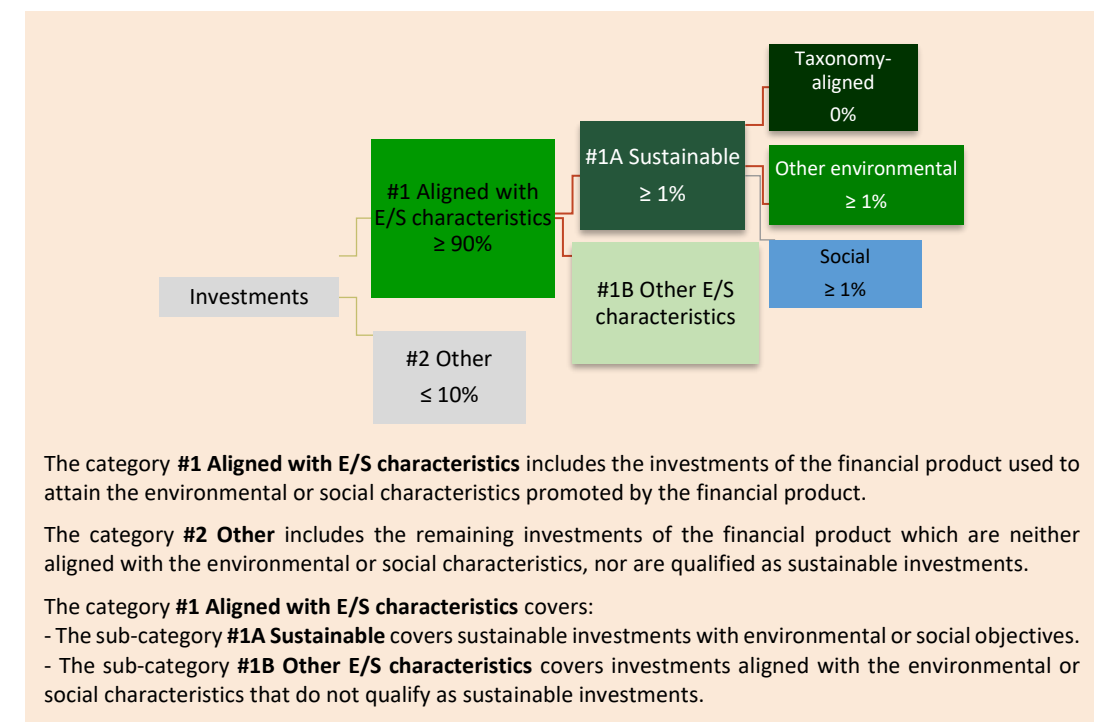 Taxonomy-
aligned
0%
#1A Sustainable
≥ 1%
Other environmental
≥ 1%
#1 Aligned with
E/S characteristics
≥ 90%
Social
≥ 1%
#1B Other E/S
characteristics
Investments
#2 Other
≤ 10%
The category #1 Aligned with E/S characteristics includes the investments of the financial product used to
attain the environmental or social characteristics promoted by the financial product.
The category #2 Other includes the remaining investments of the financial product which are neither
aligned with the environmental or social characteristics, nor are qualified as sustainable investments.
The category #1 Aligned with E/S characteristics covers:
- The sub-category #1A Sustainable covers sustainable investments with environmental or social objectives.
- The sub-category #1B Other E/S characteristics covers investments aligned with the environmental or
social characteristics that do not qualify as sustainable investments.